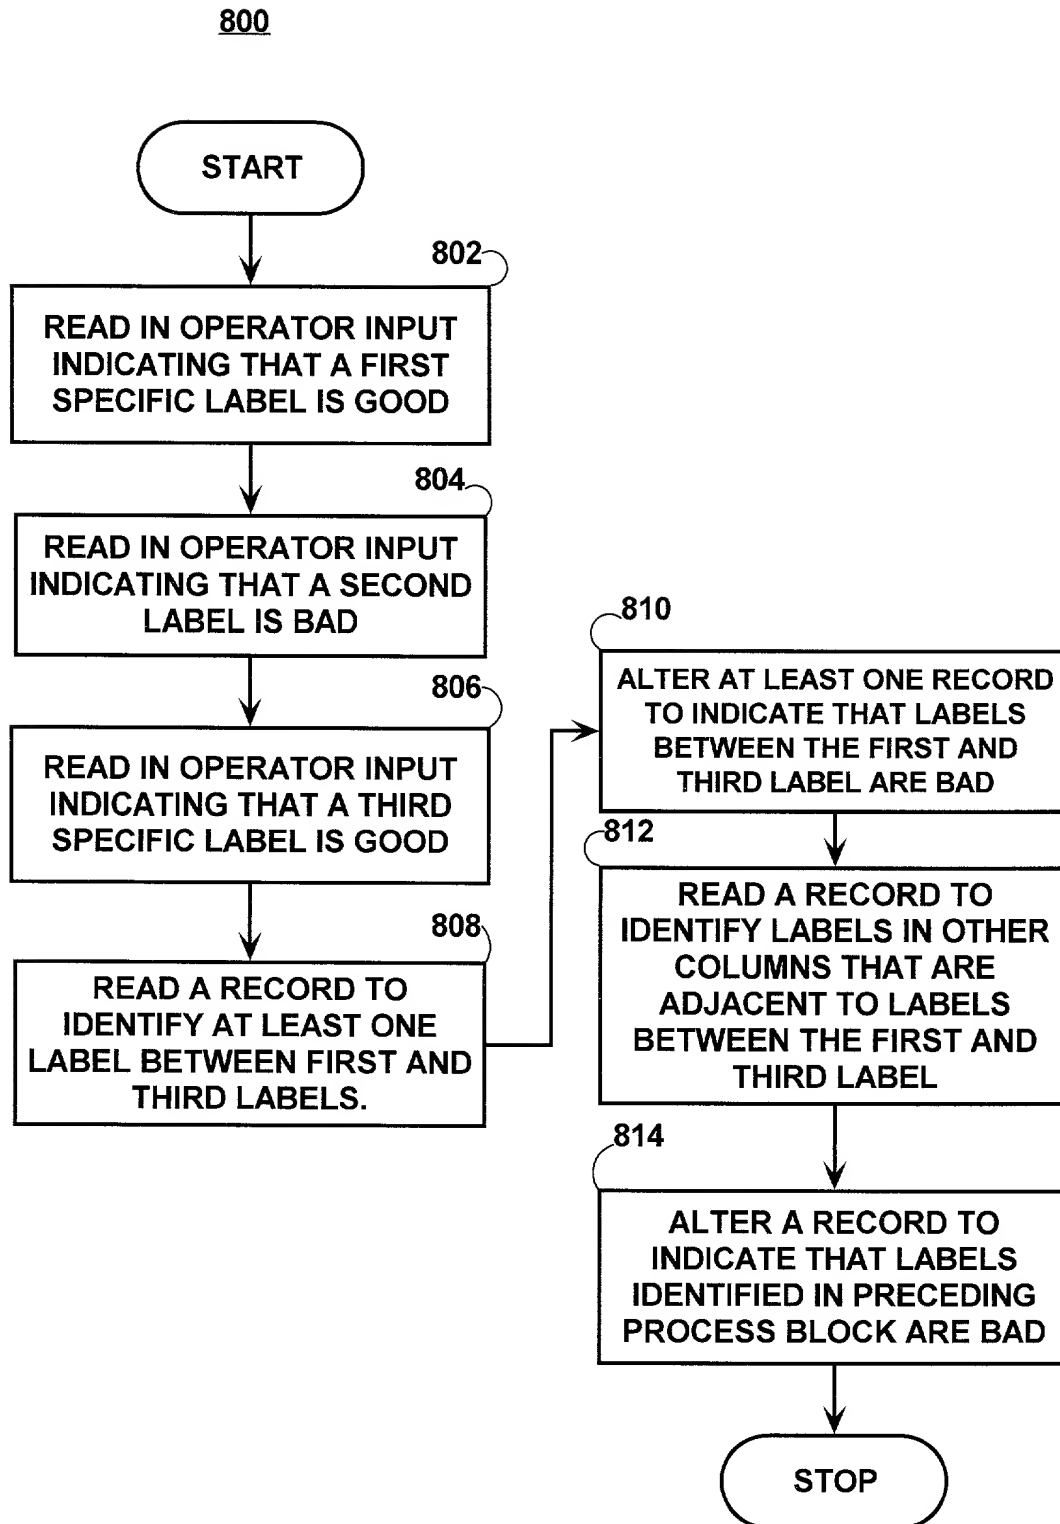 800
START
802
READ IN OPERATOR INPUT
INDICATING THAT A FIRST
SPECIFIC LABEL IS GOOD
804
READ IN OPERATOR INPUT
INDICATING THAT A SECOND
LABEL IS BAD
806
READ IN OPERATOR INPUT
INDICATING THAT A THIRD
SPECIFIC LABEL IS GOOD
808
READ A RECORD TO
IDENTIFY AT LEAST ONE
LABEL BETWEEN FIRST AND
THIRD LABELS.
810
ALTER AT LEAST ONE RECORD
TO INDICATE THAT LABELS
BETWEEN THE FIRST AND
THIRD LABEL ARE BAD
812
READ A RECORD TO
IDENTIFY LABELS IN OTHER
COLUMNS THAT ARE
ADJACENT TO LABELS
BETWEEN THE FIRST AND
THIRD LABEL
814
ALTER A RECORD TO
INDICATE THAT LABELS
IDENTIFIED IN PRECEDING
PROCESS BLOCK ARE BAD
STOP